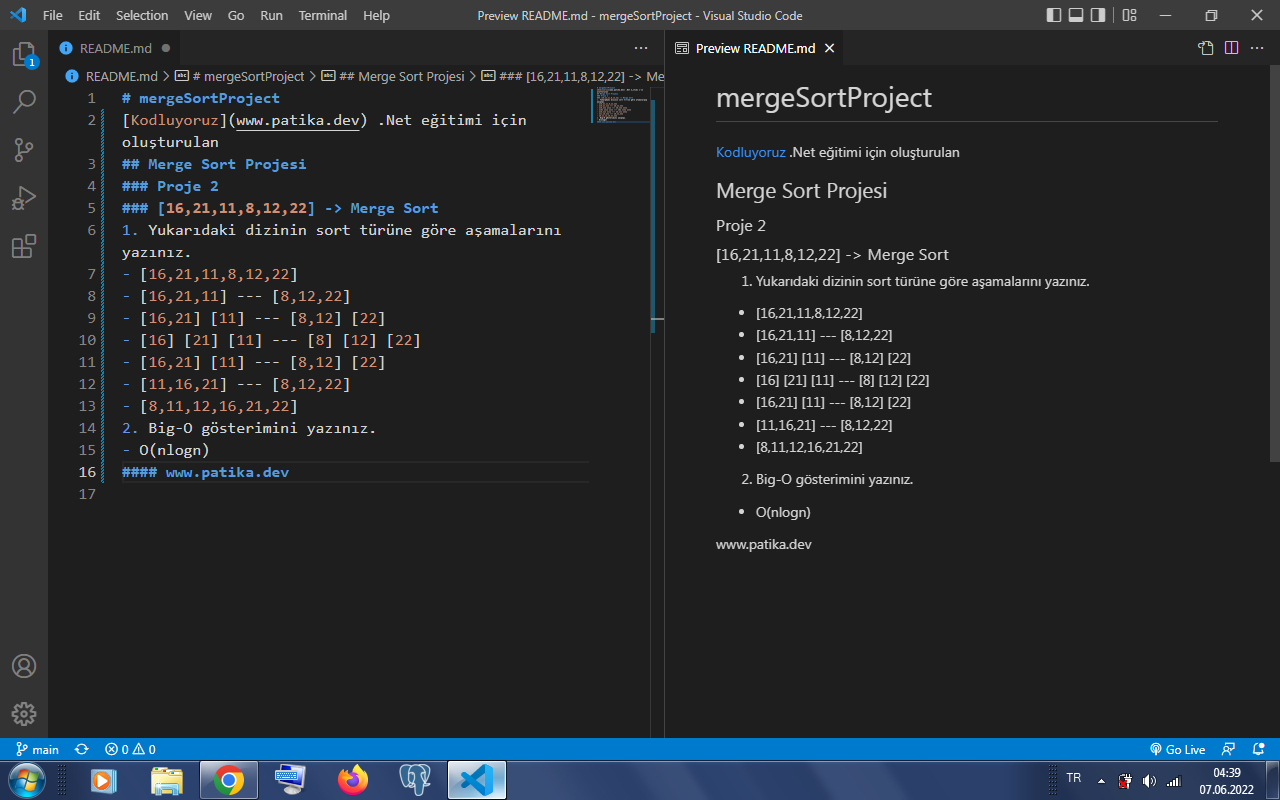 File Edit Selection View Go Run Terminal Help Preview README.md - mergeSortProject - Visual Studio Code
README.md
README.md > # mergeSortProject > ## Merge Sort Projesi > ### [16,21,11,8,12,22] -> Me
1 # mergeSortProject
2 [Kodluyoruz](www.patika.dev) .Net eğitimi için
oluşturulan
3 ## Merge Sort Projesi
4 ### Proje 2
5 ### [16,21,11,8,12,22] -> Merge Sort
6 1. Yukarıdaki dizinin sort türüne göre aşamalarını
yazınız.
7 - [16,21,11,8,12,22]
8 - [16,21,11] --- [8,12,22]
9 - [16,21] [11] --- [8,12] [22]
10 - [16] [21] [11] --- [8] [12] [22]
11 - [16,21] [11] --- [8,12] [22]
12 - [11,16,21] --- [8,12,22]
13 - [8,11,12,16,21,22]
14 2. Big-O gösterimini yazınız.
15 - O(nlogn)
16 #### www.patika.dev
17
Preview README.md
mergeSortProject
Kodluyoruz .Net eğitimi için oluşturulan
Merge Sort Projesi
Proje 2
[16,21,11,8,12,22] -> Merge Sort
1. Yukarıdaki dizinin sort türüne göre aşamalarını yazınız.
• [16,21,11,8,12,22]
• [16,21,11] --- [8,12,22]
• [16,21] [11] --- [8,12] [22]
• [16] [21] [11] --- [8] [12] [22]
• [16,21] [11] --- [8,12] [22]
• [11,16,21] --- [8,12,22]
• [8,11,12,16,21,22]
2. Big-O gösterimini yazınız.
• O(nlogn)
www.patika.dev
1
main 0 0 Go Live
TR 04:39
07.06.2022